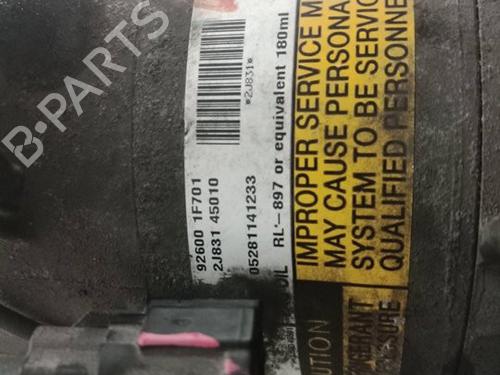 B-PARTS
*2J831*
92600 1F701
2J831 45010
05281141233
OIL RL-897 or equivalent 180ml
IMPROPER SERVICE M
MAY CAUSE PERSONA
SYSTEM TO BE SERVIC
QUALIFIED PERSONNE